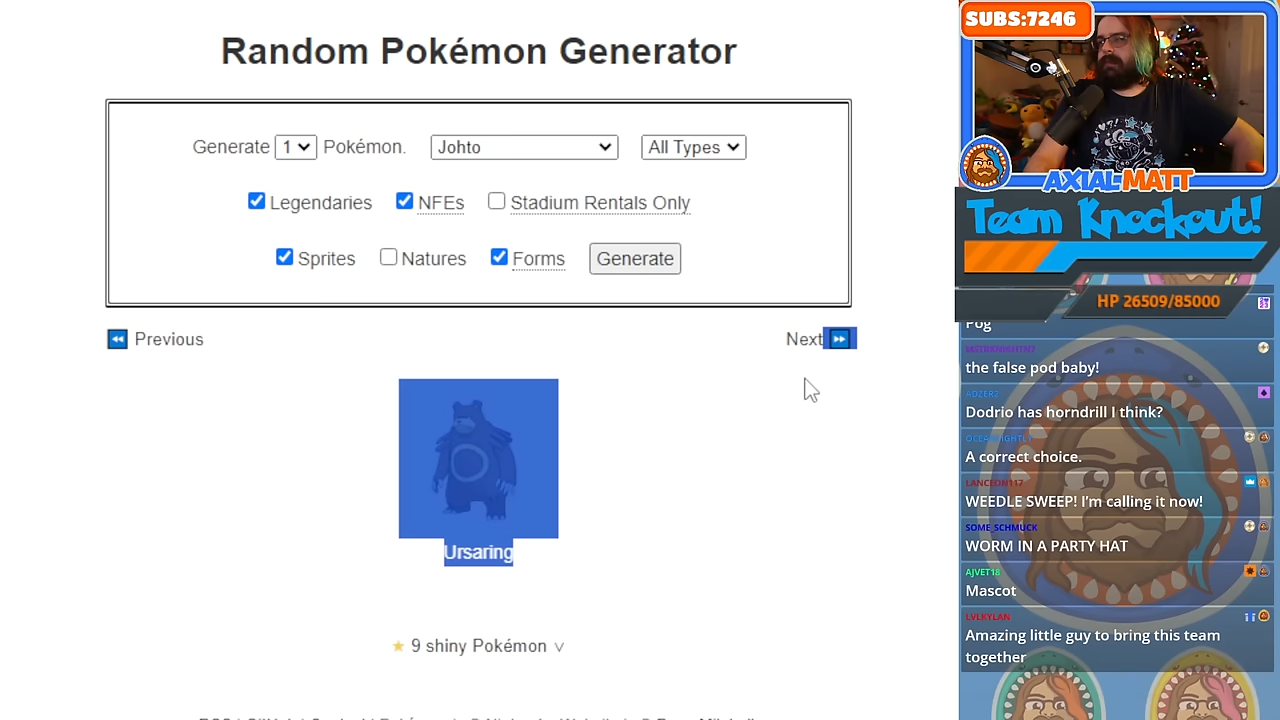 Random Pokémon Generator
Generate 1 Pokémon. Johto All Types
Legendaries NFEs Stadium Rentals Only
Sprites Natures Forms Generate
Previous Next
Ursaring
9 shiny Pokémon
SUBS:7246
AXIALMATT
Team Knockout!
HP 26509/85000
Pog
the false pod baby!
ADZER2
Dodrio has horndrill I think?
A correct choice.
LANCEON117
WEEDLE SWEEP! I'm calling it now!
SOME_SCHMUCK
WORM IN A PARTY HAT
AJVET18
Mascot
LVLKYLAN
Amazing little guy to bring this team
together